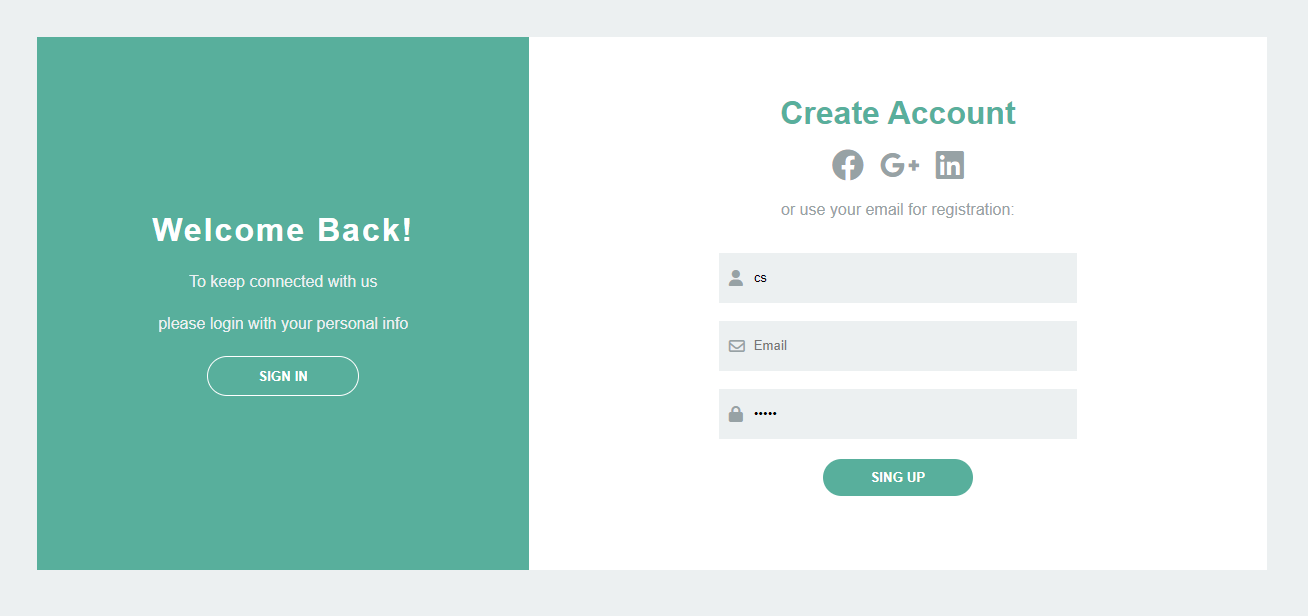 Welcome Back!
To keep connected with us
please login with your personal info
SIGN IN
Create Account
or use your email for registration:
cs
Email
•••••
SING UP